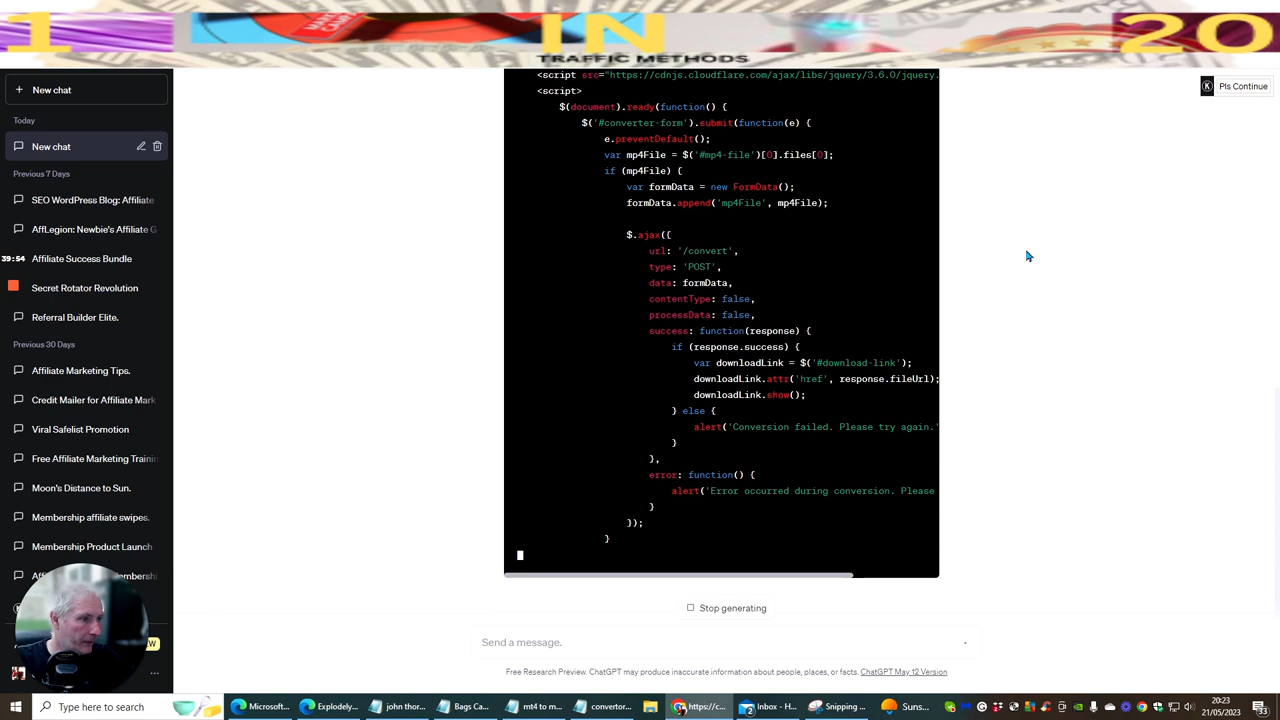 1 IN 20
TRAFFIC METHODS
+ New chat
Today
New chat
Previous 7 Days
SEO WordPress Blog: Affiliate
AffLegion: Newbie's Affiliate G
Affiliate Success Bundle
Secret Rotator Revolution
Referral Builder Elite.
Previous 30 Days
Affiliate Marketing Tips.
Credit Mailer for Affiliate Mark
Viral Safelist Promotion
Free Affiliate Marketing Trainin
Moon's Distance to Sun.
Affiliate Marketing Launch
Product Launch
<script src="https://cdnjs.cloudflare.com/ajax/libs/jquery/3.6.0/jquery.
<script>
$(document).ready(function() {
$('#converter-form').submit(function(e) {
e.preventDefault();
var mp4File = $('#mp4-file')[0].files[0];
if (mp4File) {
var formData = new FormData();
formData.append('mp4File', mp4File);
$.ajax({
url: '/convert',
type: 'POST',
data: formData,
contentType: false,
processData: false,
success: function(response) {
if (response.success) {
var downloadLink = $('#download-link');
downloadLink.attr('href', response.fileUrl);
downloadLink.show();
} else {
alert('Conversion failed. Please try again.'
}
},
error: function() {
alert('Error occurred during conversion. Please
}
});
}
Pls Continue
Stop generating
Send a message.
Free Research Preview. ChatGPT may produce inaccurate information about people, places, or facts. ChatGPT May 12 Version
Type here to search
Microsoft...
Explodely...
john thor...
Bags Ca...
mt4 to m...
convertor...
https://c...
Inbox - H...
Snipping ...
Suns...
20:23
21/05/2023